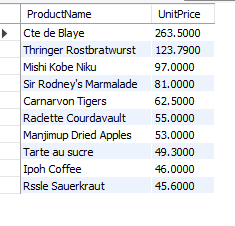 ProductName UnitPrice
Cte de Blaye 263.5000
Thringer Rostbratwurst 123.7900
Mishi Kobe Niku 97.0000
Sir Rodney's Marmalade 81.0000
Carnarvon Tigers 62.5000
Raclette Courdavault 55.0000
Manjimup Dried Apples 53.0000
Tarte au sucre 49.3000
Ipoh Coffee 46.0000
Rssle Sauerkraut 45.6000